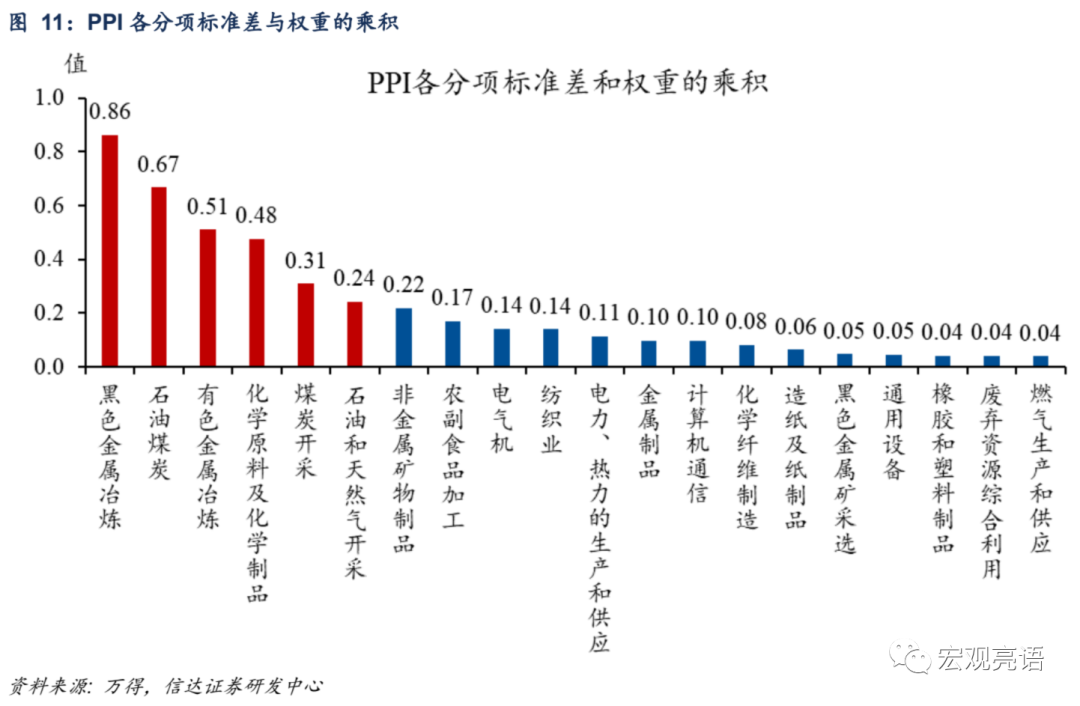 图 11：PPI 各分项标准差与权重的乘积
值
PPI各分项标准差和权重的乘积
1.0
0.8
0.6
0.4
0.2
0.0
0.86
0.67
0.51
0.48
0.31
0.24
0.22
0.17
0.14
0.14
0.11
0.10
0.10
0.08
0.06
0.05
0.05
0.04
0.04
0.04
黑色金属冶炼
石油煤炭
有色金属冶炼
化学原料及化学制品
煤炭开采
石油和天然气开采
非金属矿物制品
农副食品加工
电气机
纺织业
电力、热力的生产和供应
金属制品
计算机通信
化学纤维制造
造纸及纸制品
黑色金属矿采选
通用设备
橡胶和塑料制品
废弃资源综合利用
燃气生产和供应
宏观亮语
资料来源: 万得，信达证券研发中心